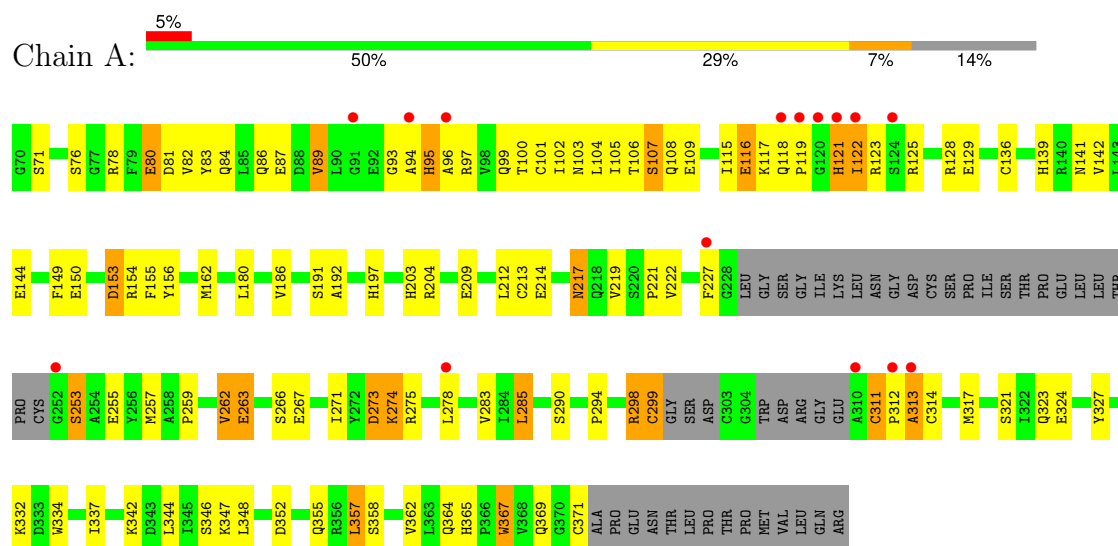 5%
Chain A:
50% 29% 7% 14%
G70 S71 S76 G77 R78 F79 E80 D81 V82 Y83 Q84 L85 Q86 E87 D88 V89 L90 G91 E92 G93 A94 H95 A96 R97 V98 Q99 T100 C101 I102 N103 L104 I105 T106 S107 Q108 E109 I115 E116 K117 Q118 P119 G120 H121 I122 R123 S124 R125 R128 E129 C136 H139 R140 N141 V142 L143
E144 F149 E150 D153 R154 F155 Y156 M162 L180 V186 S191 A192 H197 H203 R204 E209 L212 C213 E214 N217 Q218 V219 S220 P221 V222 F227 G228 LEU GLY SER GLY ILE LYS LEU ASN GLY ASP CYS SER PRO ILE SER THR PRO GLU LEU LEU THR
PRO CYS G252 S253 A254 E255 Y256 M257 A258 P259 V262 E263 S266 E267 I271 Y272 D273 K274 R275 L278 V283 I284 L285 S290 P294 R298 C299 GLY SER ASP C303 G304 TRP ASP ARG GLY GLU A310 C311 P312 A313 C314 M317 S321 I322 Q323 E324 Y327
K332 D333 W334 I337 K342 D343 L344 I345 S346 K347 L348 D352 Q355 R356 L357 S358 V362 L363 Q364 H365 P366 W367 V368 Q369 G370 C371 ALA PRO GLU ASN THR LEU PRO THR PRO MET VAL LEU GLN ARG